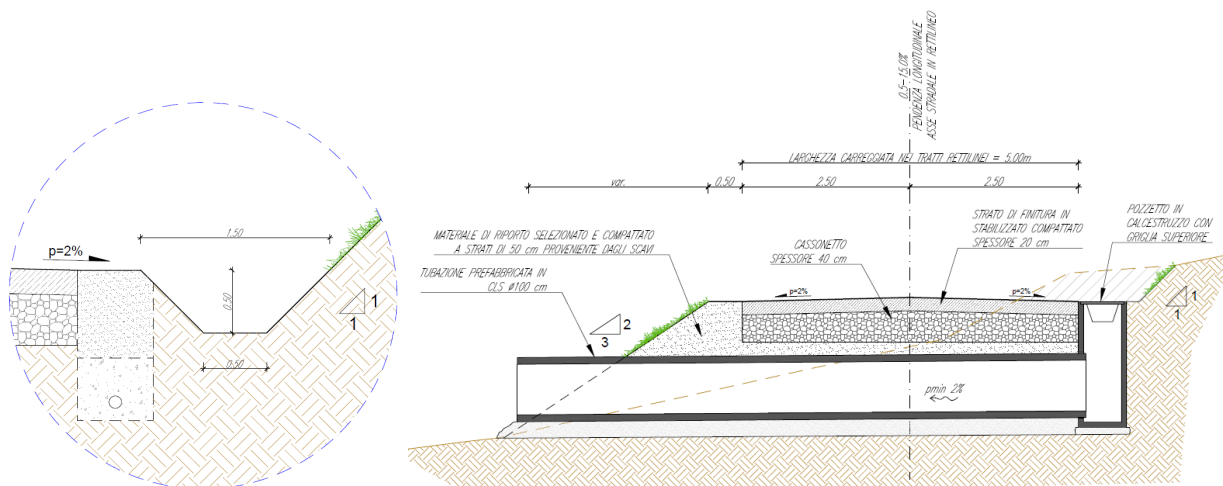 p=2%
1.50
0.50
0.50
1
1
0.5-15.0%
PENDENZA LONGITUDINALE
ASSE STRADALE IN RETTILINEO
LARGHEZZA CARREGGIATA NEI TRATTI RETTILINEI = 5.00m
var.
0.50
2.50
2.50
MATERIALE DI RIPORTO SELEZIONATO E COMPATTATO
A STRATI DI 50 cm PROVENIENTE DAGLI SCAVI
TUBAZIONE PREFABBRICATA IN
CLS Ø100 cm
CASSONETTO
SPESSORE 40 cm
STRATO DI FINITURA IN
STABILIZZATO COMPATTATO
SPESSORE 20 cm
POZZETTO IN
CALCESTRUZZO CON
GRIGLIA SUPERIORE
p=2%
p=2%
2
3
1
1
pmin 2%